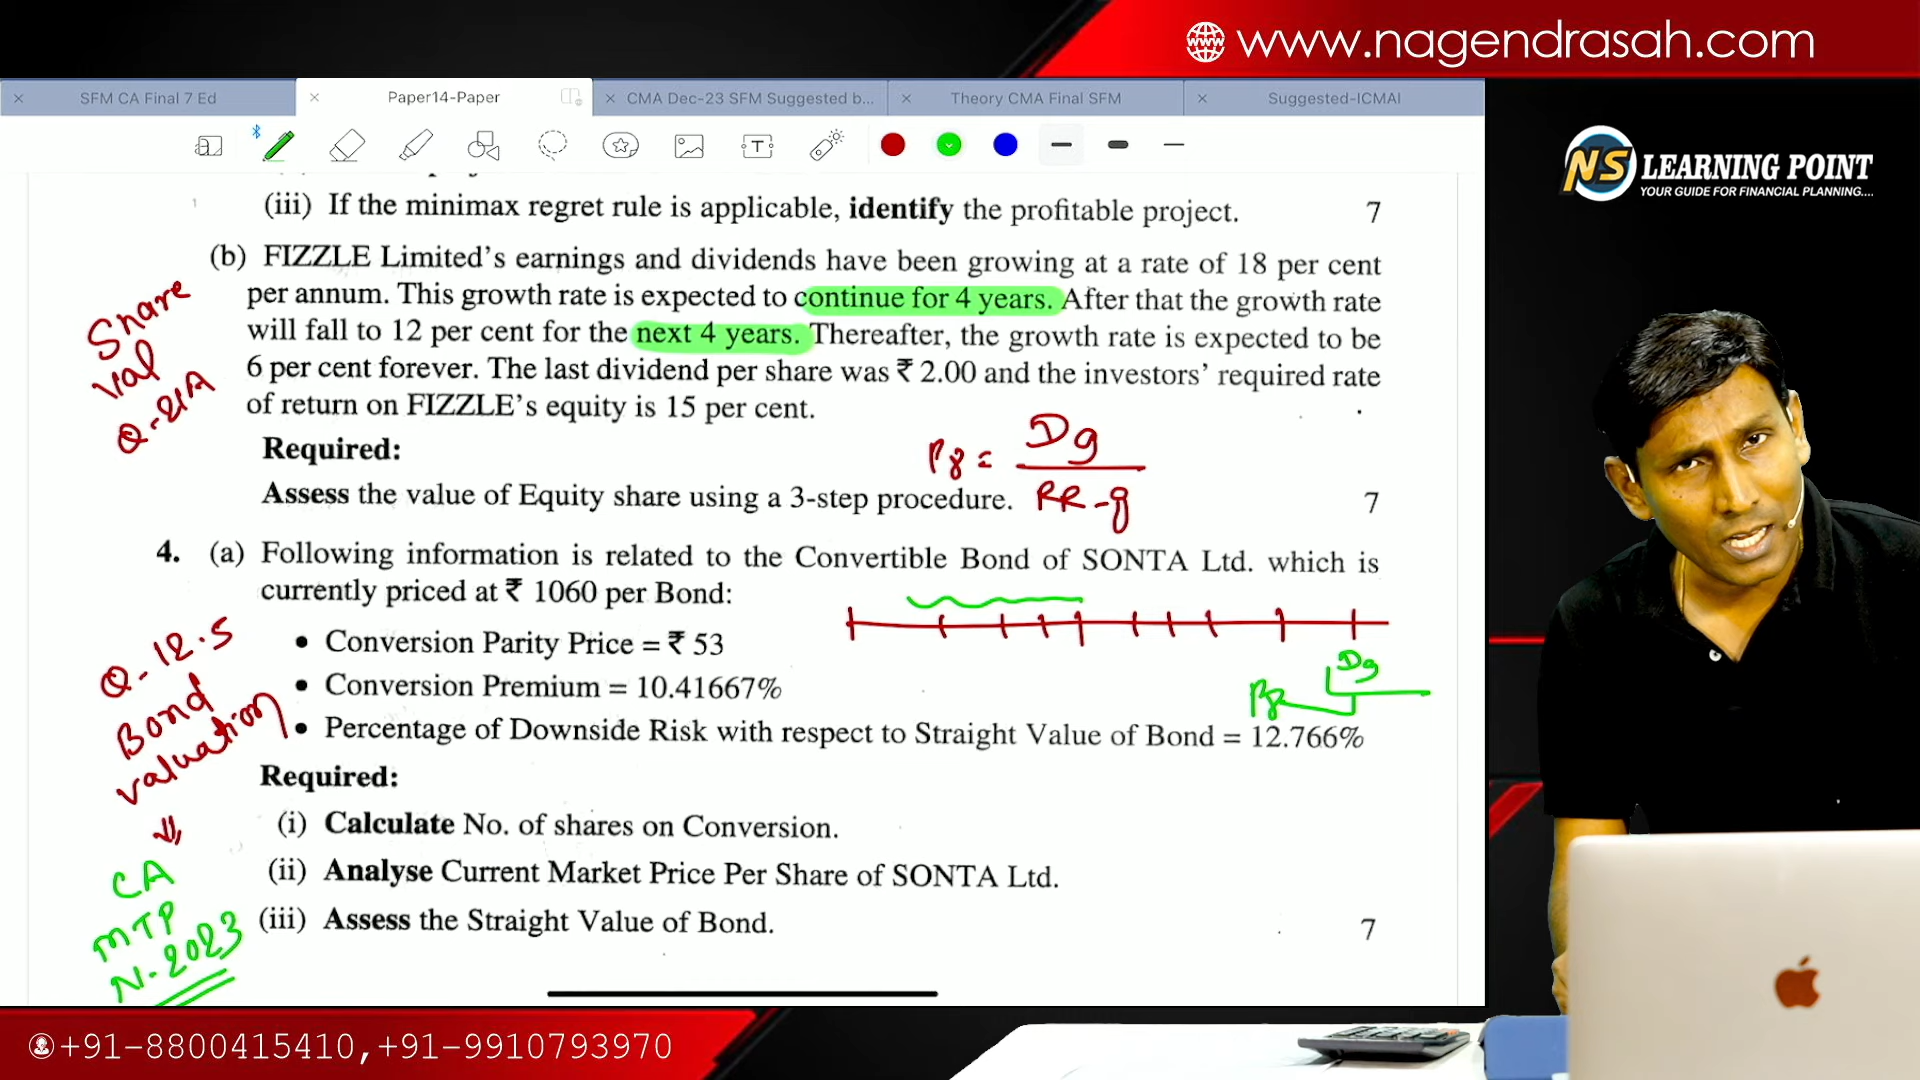 www.nagendrasah.com
SFM CA Final 7 Ed
Paper14-Paper
CMA Dec-23 SFM Suggested b...
Theory CMA Final SFM
Suggested-ICMAI
NS LEARNING POINT
YOUR GUIDE FOR FINANCIAL PLANNING....
(iii) If the minimax regret rule is applicable, identify the profitable project. 7
(b) FIZZLE Limited's earnings and dividends have been growing at a rate of 18 per cent
per annum. This growth rate is expected to continue for 4 years. After that the growth rate
will fall to 12 per cent for the next 4 years. Thereafter, the growth rate is expected to be
6 per cent forever. The last dividend per share was ₹ 2.00 and the investors' required rate
of return on FIZZLE's equity is 15 per cent.
Share
Val
Q-21A
Required:
P8 = D9
RR-g
Assess the value of Equity share using a 3-step procedure. 7
4. (a) Following information is related to the Convertible Bond of SONTA Ltd. which is
currently priced at ₹ 1060 per Bond:
• Conversion Parity Price = ₹ 53
• Conversion Premium = 10.41667%
• Percentage of Downside Risk with respect to Straight Value of Bond = 12.766%
D9
P8
Q-12.5
Bond
valuation
Required:
(i) Calculate No. of shares on Conversion.
(ii) Analyse Current Market Price Per Share of SONTA Ltd.
(iii) Assess the Straight Value of Bond. 7
CA
MTP
N-2023
+91-8800415410,+91-9910793970